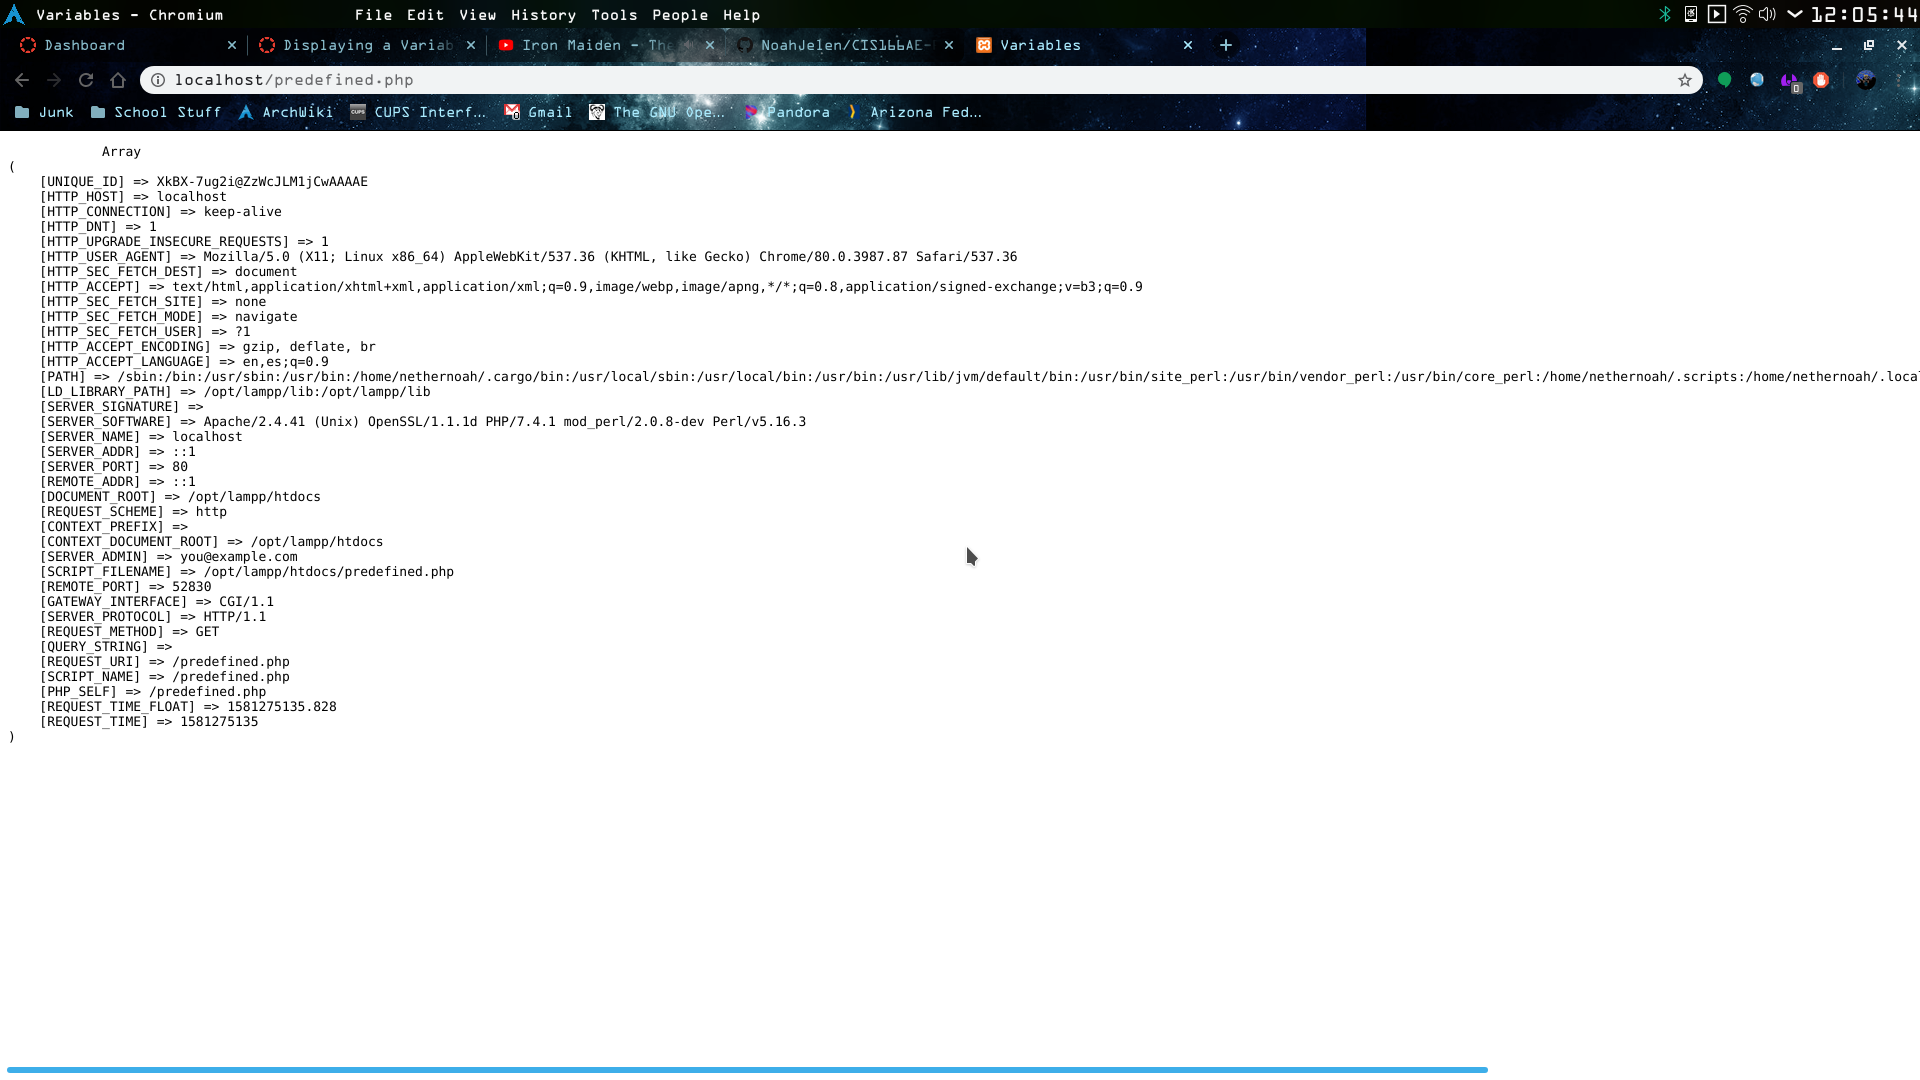 Variables - Chromium File Edit View History Tools People Help 12:05:44
Dashboard Displaying a Variab Iron Maiden - The NoahJelen/CIS166AE- Variables
localhost/predefined.php
Junk School Stuff ArchWiki CUPS Interf... Gmail The GNU Ope... Pandora Arizona Fed...
Array
(
[UNIQUE_ID] => XkBX-7ug2i@ZzWcJLM1jCwAAAAE
[HTTP_HOST] => localhost
[HTTP_CONNECTION] => keep-alive
[HTTP_DNT] => 1
[HTTP_UPGRADE_INSECURE_REQUESTS] => 1
[HTTP_USER_AGENT] => Mozilla/5.0 (X11; Linux x86_64) AppleWebKit/537.36 (KHTML, like Gecko) Chrome/80.0.3987.87 Safari/537.36
[HTTP_SEC_FETCH_DEST] => document
[HTTP_ACCEPT] => text/html,application/xhtml+xml,application/xml;q=0.9,image/webp,image/apng,*/*;q=0.8,application/signed-exchange;v=b3;q=0.9
[HTTP_SEC_FETCH_SITE] => none
[HTTP_SEC_FETCH_MODE] => navigate
[HTTP_SEC_FETCH_USER] => ?1
[HTTP_ACCEPT_ENCODING] => gzip, deflate, br
[HTTP_ACCEPT_LANGUAGE] => en,es;q=0.9
[PATH] => /sbin:/bin:/usr/sbin:/usr/bin:/home/nethernoah/.cargo/bin:/usr/local/sbin:/usr/local/bin:/usr/bin:/usr/lib/jvm/default/bin:/usr/bin/site_perl:/usr/bin/vendor_perl:/usr/bin/core_perl:/home/nethernoah/.scripts:/home/nethernoah/.loca
[LD_LIBRARY_PATH] => /opt/lampp/lib:/opt/lampp/lib
[SERVER_SIGNATURE] =>
[SERVER_SOFTWARE] => Apache/2.4.41 (Unix) OpenSSL/1.1.1d PHP/7.4.1 mod_perl/2.0.8-dev Perl/v5.16.3
[SERVER_NAME] => localhost
[SERVER_ADDR] => ::1
[SERVER_PORT] => 80
[REMOTE_ADDR] => ::1
[DOCUMENT_ROOT] => /opt/lampp/htdocs
[REQUEST_SCHEME] => http
[CONTEXT_PREFIX] =>
[CONTEXT_DOCUMENT_ROOT] => /opt/lampp/htdocs
[SERVER_ADMIN] => you@example.com
[SCRIPT_FILENAME] => /opt/lampp/htdocs/predefined.php
[REMOTE_PORT] => 52830
[GATEWAY_INTERFACE] => CGI/1.1
[SERVER_PROTOCOL] => HTTP/1.1
[REQUEST_METHOD] => GET
[QUERY_STRING] =>
[REQUEST_URI] => /predefined.php
[SCRIPT_NAME] => /predefined.php
[PHP_SELF] => /predefined.php
[REQUEST_TIME_FLOAT] => 1581275135.828
[REQUEST_TIME] => 1581275135
)